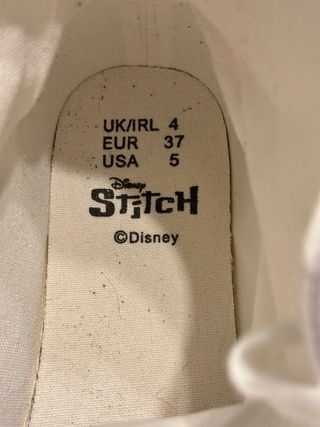 UK/IRL 4
EUR 37
USA 5
Disney
STiTCH
©Disney